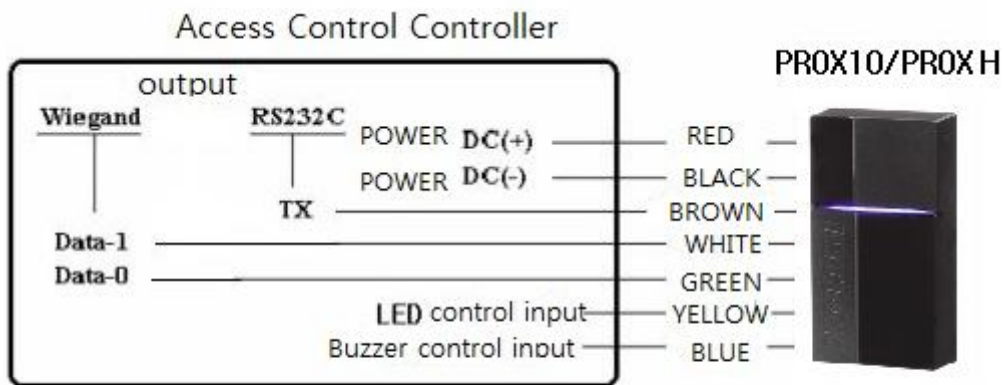 Access Control Controller
PROX10/PROX H
output
Wiegand RS232C
POWER DC(+) RED
POWER DC(-) BLACK
TX BROWN
Data-1 WHITE
Data-0 GREEN
LED control input YELLOW
Buzzer control input BLUE